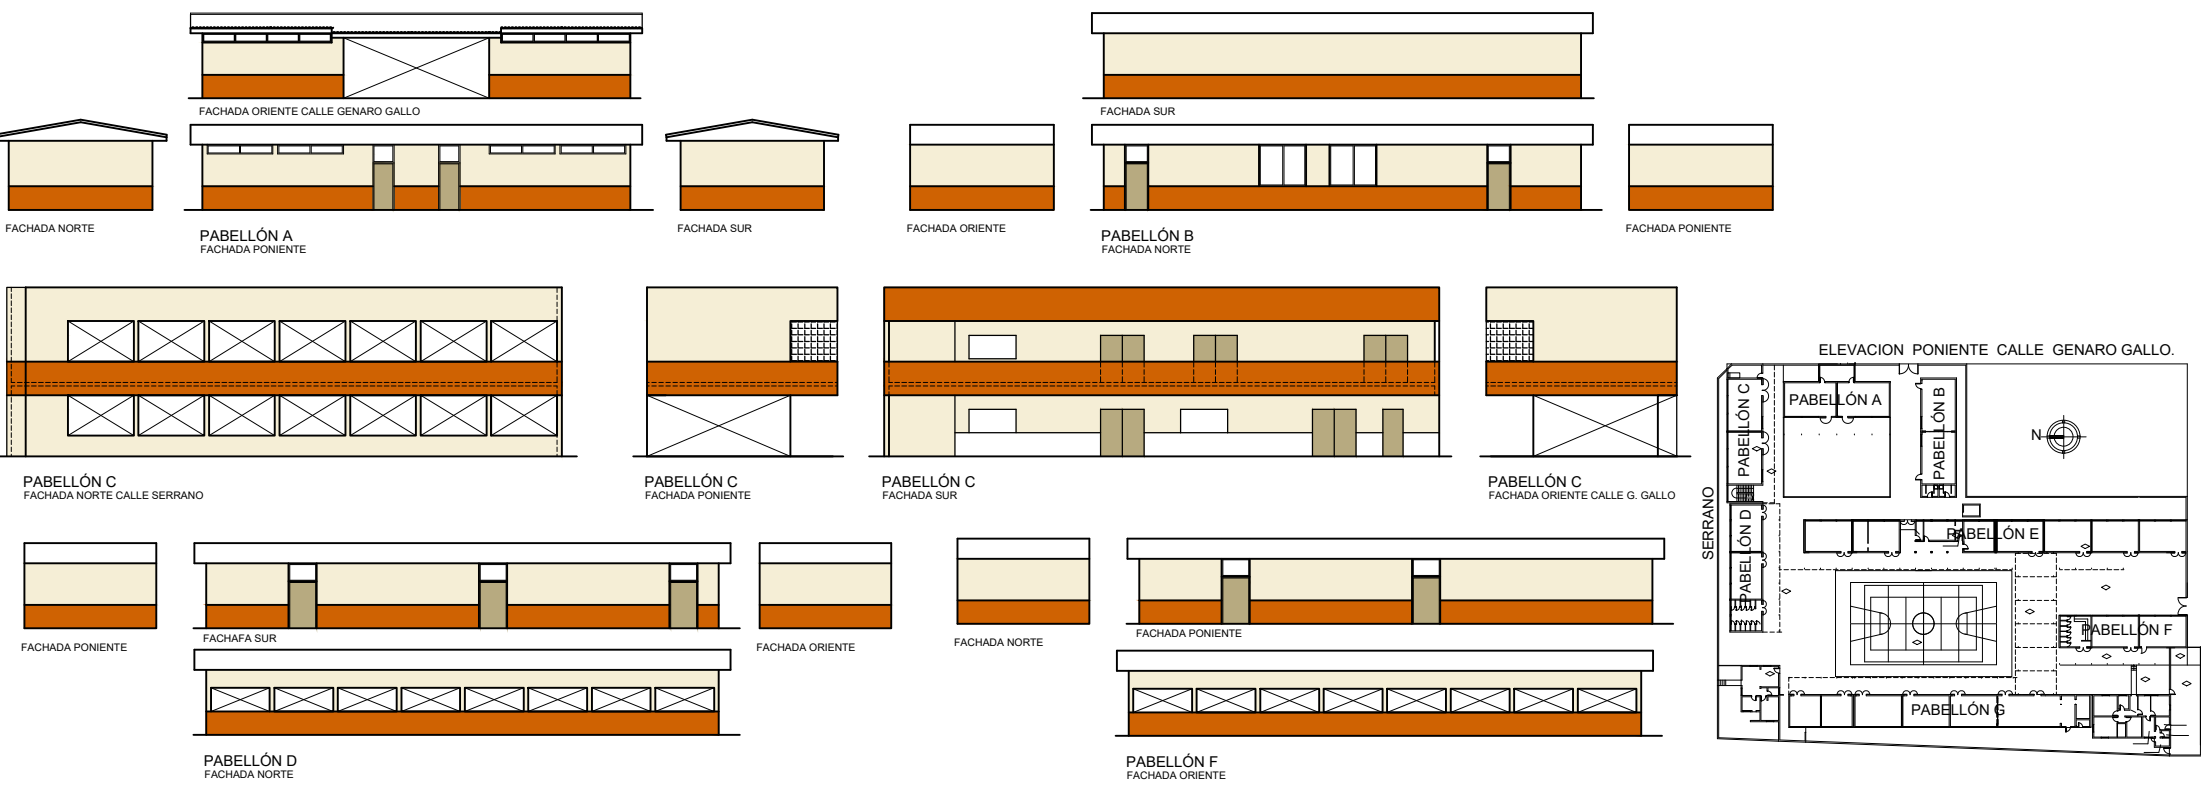 FACHADA ORIENTE CALLE GENARO GALLO
FACHADA SUR
FACHADA NORTE
PABELLÓN A
FACHADA PONIENTE
FACHADA SUR
FACHADA ORIENTE
PABELLÓN B
FACHADA NORTE
FACHADA PONIENTE
PABELLÓN C
FACHADA NORTE CALLE SERRANO
PABELLÓN C
FACHADA PONIENTE
PABELLÓN C
FACHADA SUR
PABELLÓN C
FACHADA ORIENTE CALLE G. GALLO
FACHADA PONIENTE
FACHAFA SUR
FACHADA ORIENTE
FACHADA NORTE
FACHADA PONIENTE
PABELLÓN D
FACHADA NORTE
PABELLÓN F
FACHADA ORIENTE
ELEVACION PONIENTE CALLE GENARO GALLO.
PABELLÓN C
PABELLÓN A
PABELLÓN B
N
SERRANO
PABELLÓN D
PABELLÓN E
PABELLÓN F
PABELLÓN G